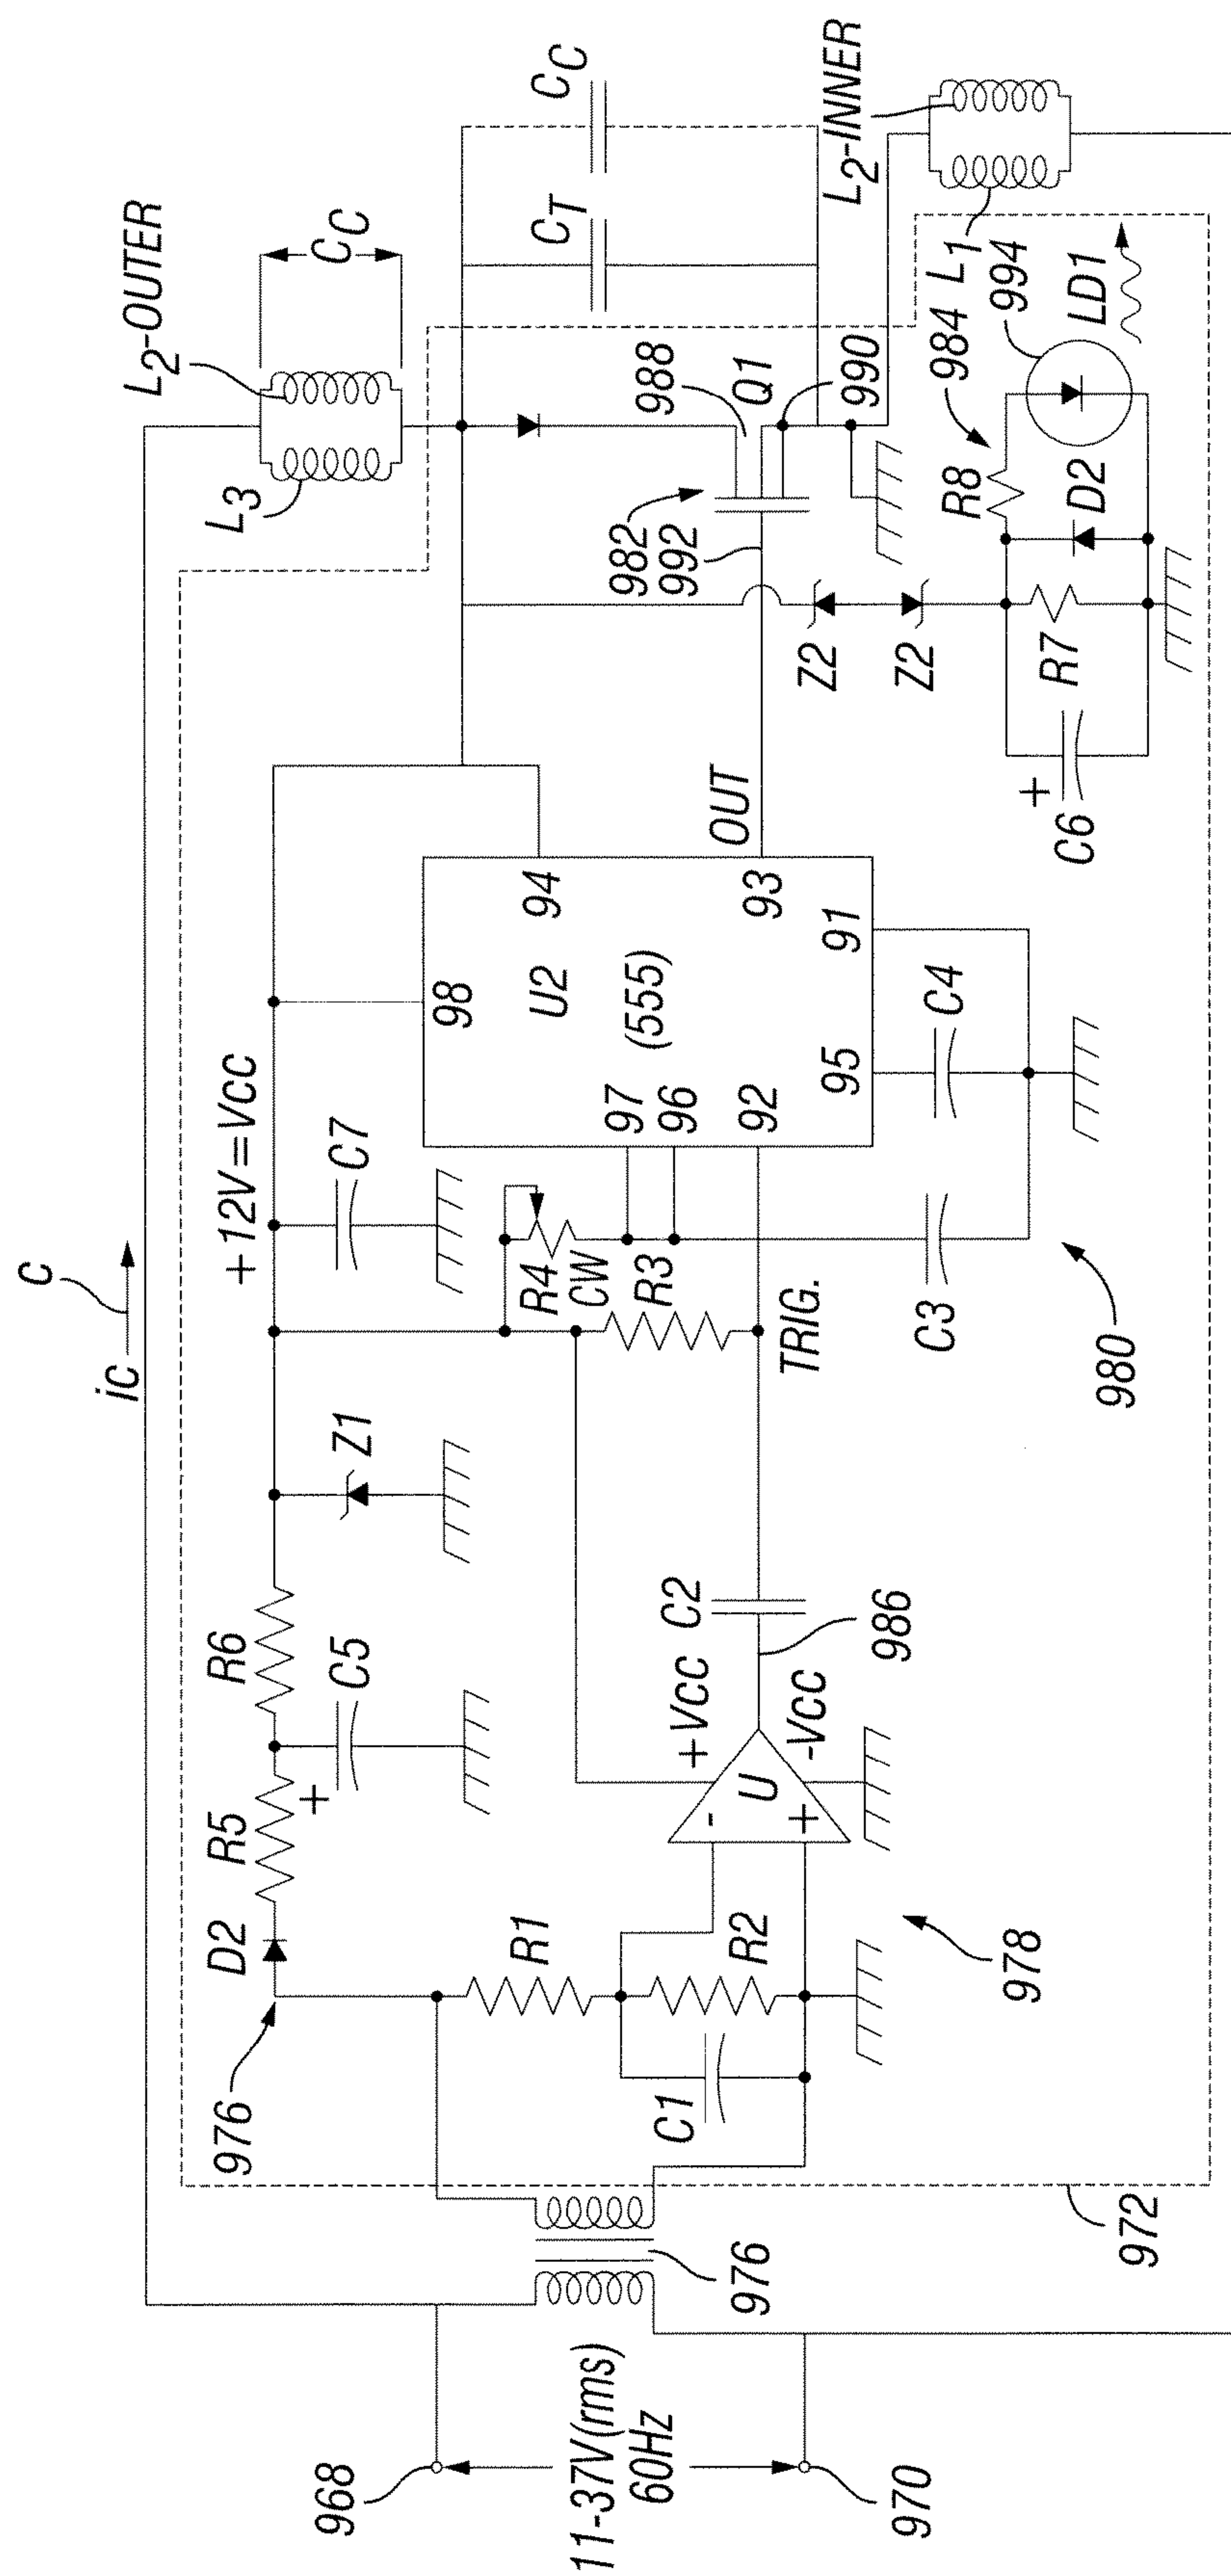 C
ic
L2-OUTER
L3
CC
CT
CC
L2-INNER
L1
+12V=Vcc
976
D2
R5
+
C5
R6
Z1
C7
R4
CW
R3
98
94
U2
(555)
97
96
92
93
OUT
95
91
C4
C3
980
TRIG.
982
992
988
Q1
990
Z2
Z2
984
994
LD1
R8
D2
R7
+
C6
R1
R2
C1
-
+
U
+Vcc
-Vcc
C2
986
978
976
972
968
11-37V(rms)
60Hz
970